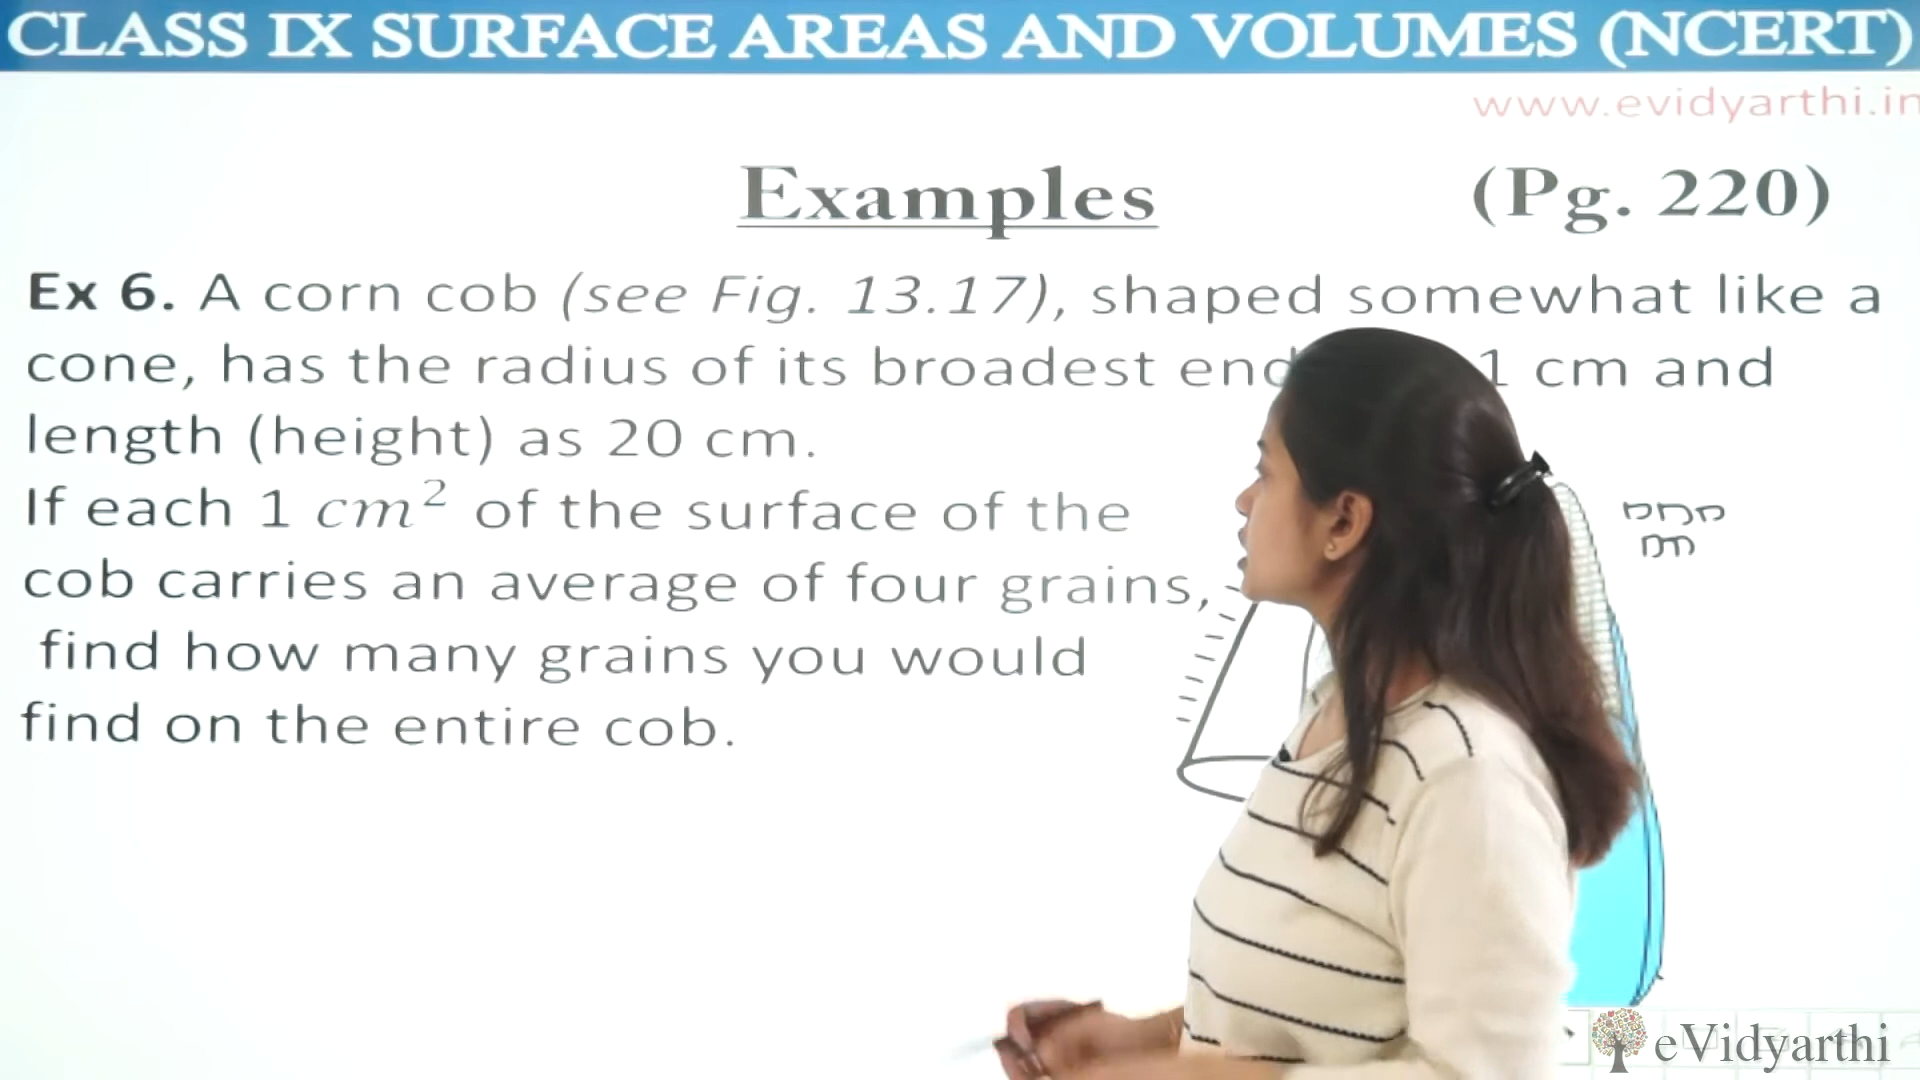 CLASS IX SURFACE AREAS AND VOLUMES (NCERT)
www.evidyarthi.in
Examples (Pg. 220)
Ex 6. A corn cob (see Fig. 13.17), shaped somewhat like a
cone, has the radius of its broadest end 1 cm and
length (height) as 20 cm.
If each 1 cm² of the surface of the
cob carries an average of four grains,
find how many grains you would
find on the entire cob.
eVidyarthi